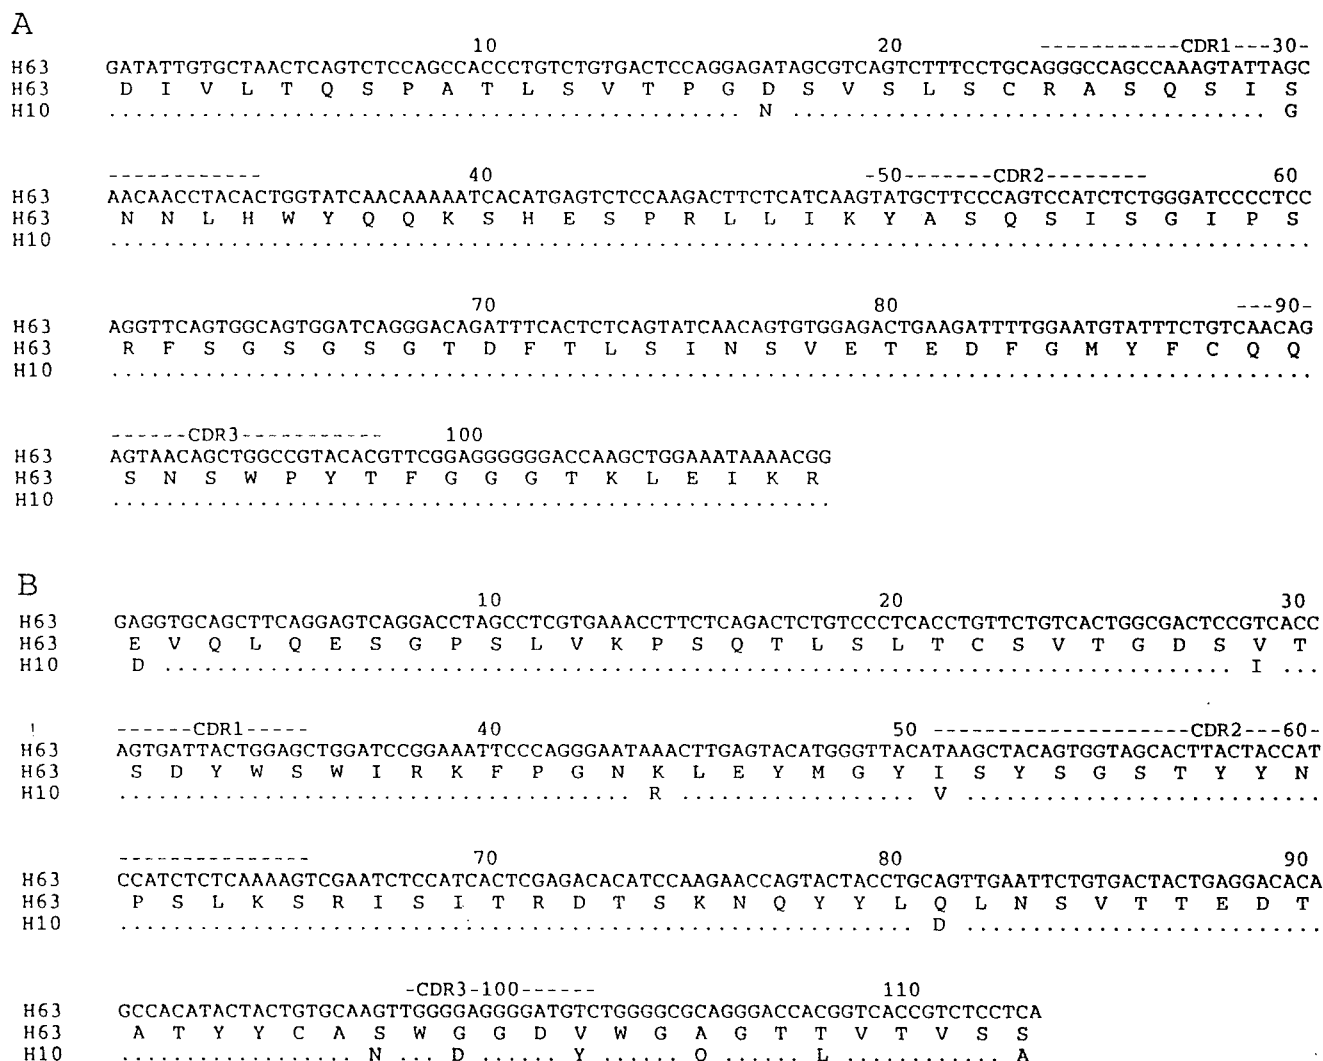 A
10 20 -----------CDR1---30-
H63 GATATTGTGCTAACTCAGTCTCCAGCCACCCTGTCTGTGACTCCAGGAGATAGCGTCAGTCTTTCCTGCAGGGCCAGCCAAAGTATTAGC
H63 D I V L T Q S P A T L S V T P G D S V S L S C R A S Q S I S
H10 ................................................ N .................................... G
------------ 40 -50-------CDR2--------- 60
H63 AACAACCTACACTGGTATCAACAAAAATCACATGAGTCTCCAAGACTTCTCATCAAGTATGCTTCCCAGTCCATCTCTGGGATCCCCTCC
H63 N N L H W Y Q Q K S H E S P R L L I K Y A S Q S I S G I P S
H10 ..........................................................................................
70 80 ---90-
H63 AGGTTCAGTGGCAGTGGATCAGGGACAGATTTCACTCTCAGTATCAACAGTGTGGAGACTGAAGATTTTGGAATGTATTTCTGTCAACAG
H63 R F S G S G S G T D F T L S I N S V E T E D F G M Y F C Q Q
H10 ..........................................................................................
------CDR3----------- 100
H63 AGTAACAGCTGGCCGTACACGTTCGGAGGGGGGACCAAGCTGGAAATAAAACGG
H63 S N S W P Y T F G G G T K L E I K R
H10 ......................................................
B
10 20 30
H63 GAGGTGCAGCTTCAGGAGTCAGGACCTAGCCTCGTGAAACCTTCTCAGACTCTGTCCCTCACCTGTTCTGTCACTGGCGACTCCGTCACC
H63 E V Q L Q E S G P S L V K P S Q T L S L T C S V T G D S V T
H10 D ................................................................................ I ...
------CDR1----- 40 50 -------------------CDR2---60-
H63 AGTGATTACTGGAGCTGGATCCGGAAATTCCCAGGGAATAAACTTGAGTACATGGGTTACATAAGCTACAGTGGTAGCACTTACTACCAT
H63 S D Y W S W I R K F P G N K L E Y M G Y I S Y S G S T Y Y N
H10 ....................................... R .................. V ...........................
--------------- 70 80 90
H63 CCATCTCTCAAAAGTCGAATCTCCATCACTCGAGACACATCCAAGAACCAGTACTACCTGCAGTTGAATTCTGTGACTACTGAGGACACA
H63 P S L K S R I S I T R D T S K N Q Y Y L Q L N S V T T E D T
H10 ............................................................ D ...........................
-CDR3-100------ 110
H63 GCCACATACTACTGTGCAAGTTGGGGAGGGGATGTCTGGGGCGCAGGGACCACGGTCACCGTCTCCTCA
H63 A T Y Y C A S W G G D V W G A G T T V T V S S
H10 .................. N ... D ...... Y ...... Q ...... L ............ A